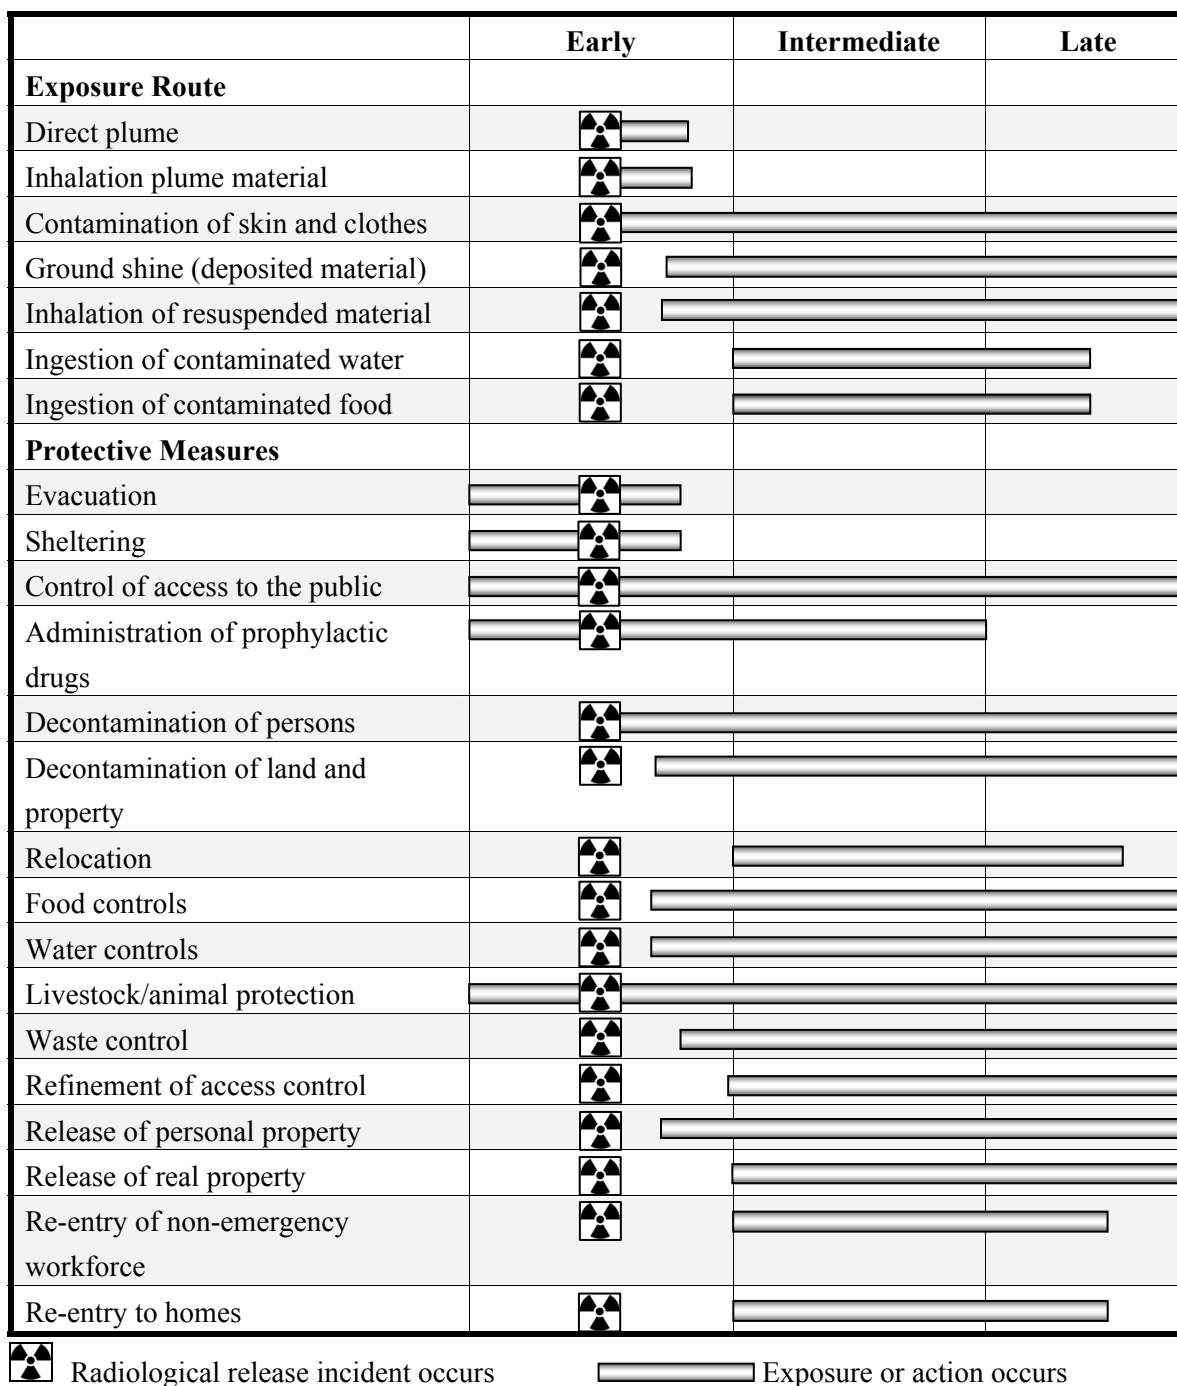 Early Intermediate Late
Exposure Route
Direct plume
Inhalation plume material
Contamination of skin and clothes
Ground shine (deposited material)
Inhalation of resuspended material
Ingestion of contaminated water
Ingestion of contaminated food
Protective Measures
Evacuation
Sheltering
Control of access to the public
Administration of prophylactic
drugs
Decontamination of persons
Decontamination of land and
property
Relocation
Food controls
Water controls
Livestock/animal protection
Waste control
Refinement of access control
Release of personal property
Release of real property
Re-entry of non-emergency
workforce
Re-entry to homes
Radiological release incident occurs Exposure or action occurs